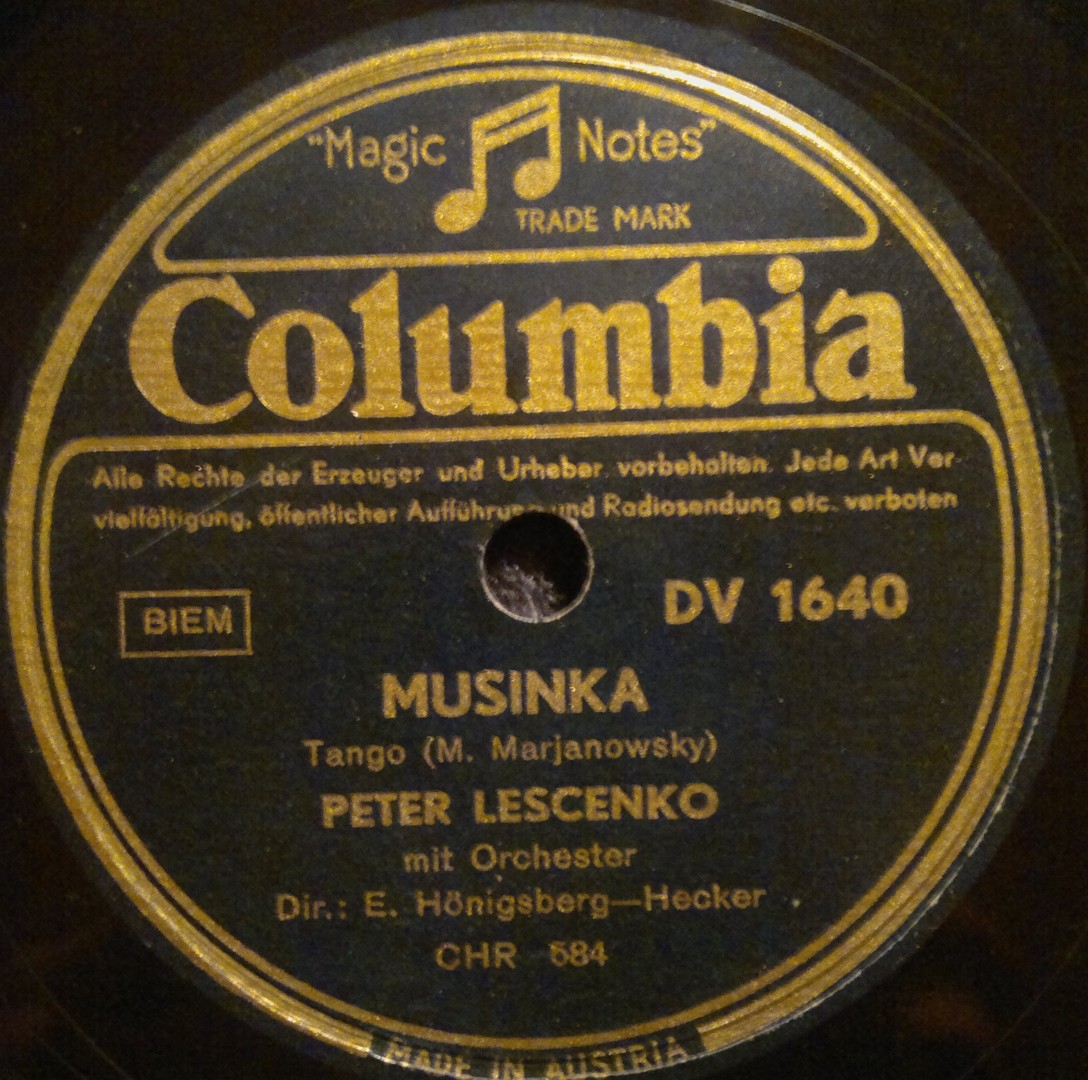 "Magic Notes"
TRADE MARK
Columbia
Alle Rechte der Erzeuger und Urheber vorbehalten. Jede Art Ver-
vielfältigung, öffentlicher Aufführung und Radiosendung etc. verboten
BIEM
DV 1640
MUSINKA
Tango (M. Marjanowsky)
PETER LESCENKO
mit Orchester
Dir.: E. Hönigsberg—Hecker
CHR 584
MADE IN AUSTRIA